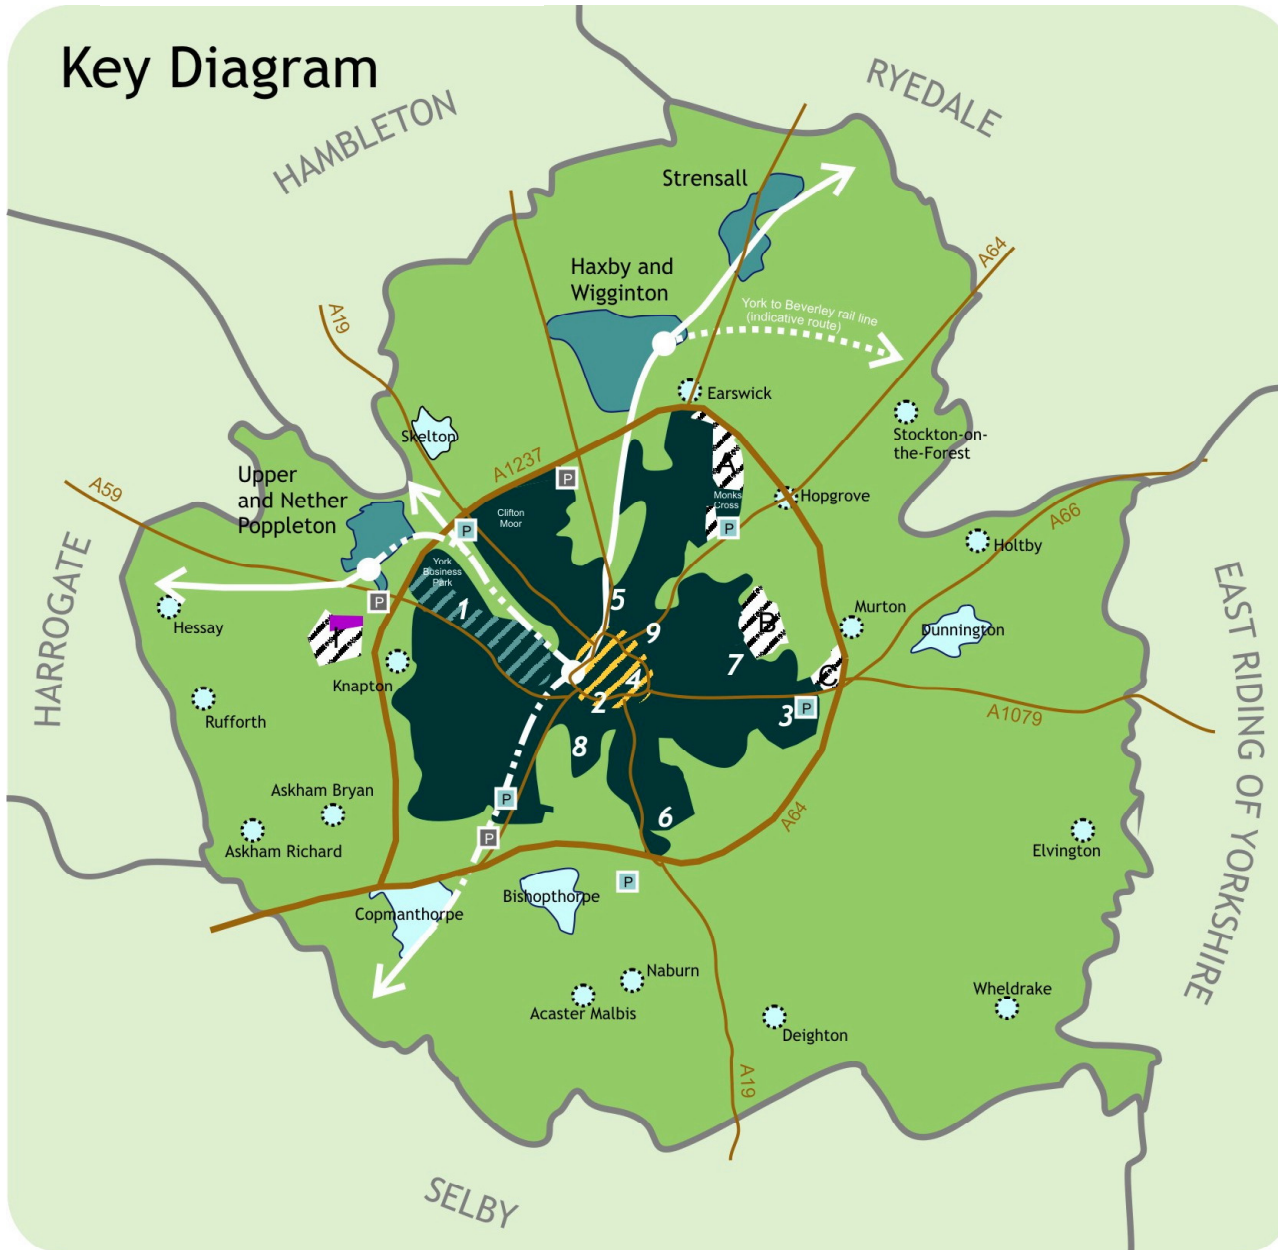 Key Diagram
HAMBLETON
RYEDALE
Strensall
A64
Haxby and
Wigginton
York to Beverley rail line
(indicative route)
A19
Earswick
Stockton-on-
the-Forest
Skelton
A1237
A
Upper
and Nether
Poppleton
A59
P
Monks
Cross
Hopgrove
Clifton
Moor
A66
P
P
Holtby
York
Business
Park
HARROGATE
EAST RIDING OF YORKSHIRE
1
5
P
Hessay
9
B
Murton
Dunnington
I
Knapton
7
4
C
Rufforth
2
3
P
A1079
8
Askham Bryan
P
6
A64
P
Askham Richard
Elvington
Copmanthorpe
Bishopthorpe
P
Naburn
Acaster Malbis
Wheldrake
Deighton
A19
SELBY